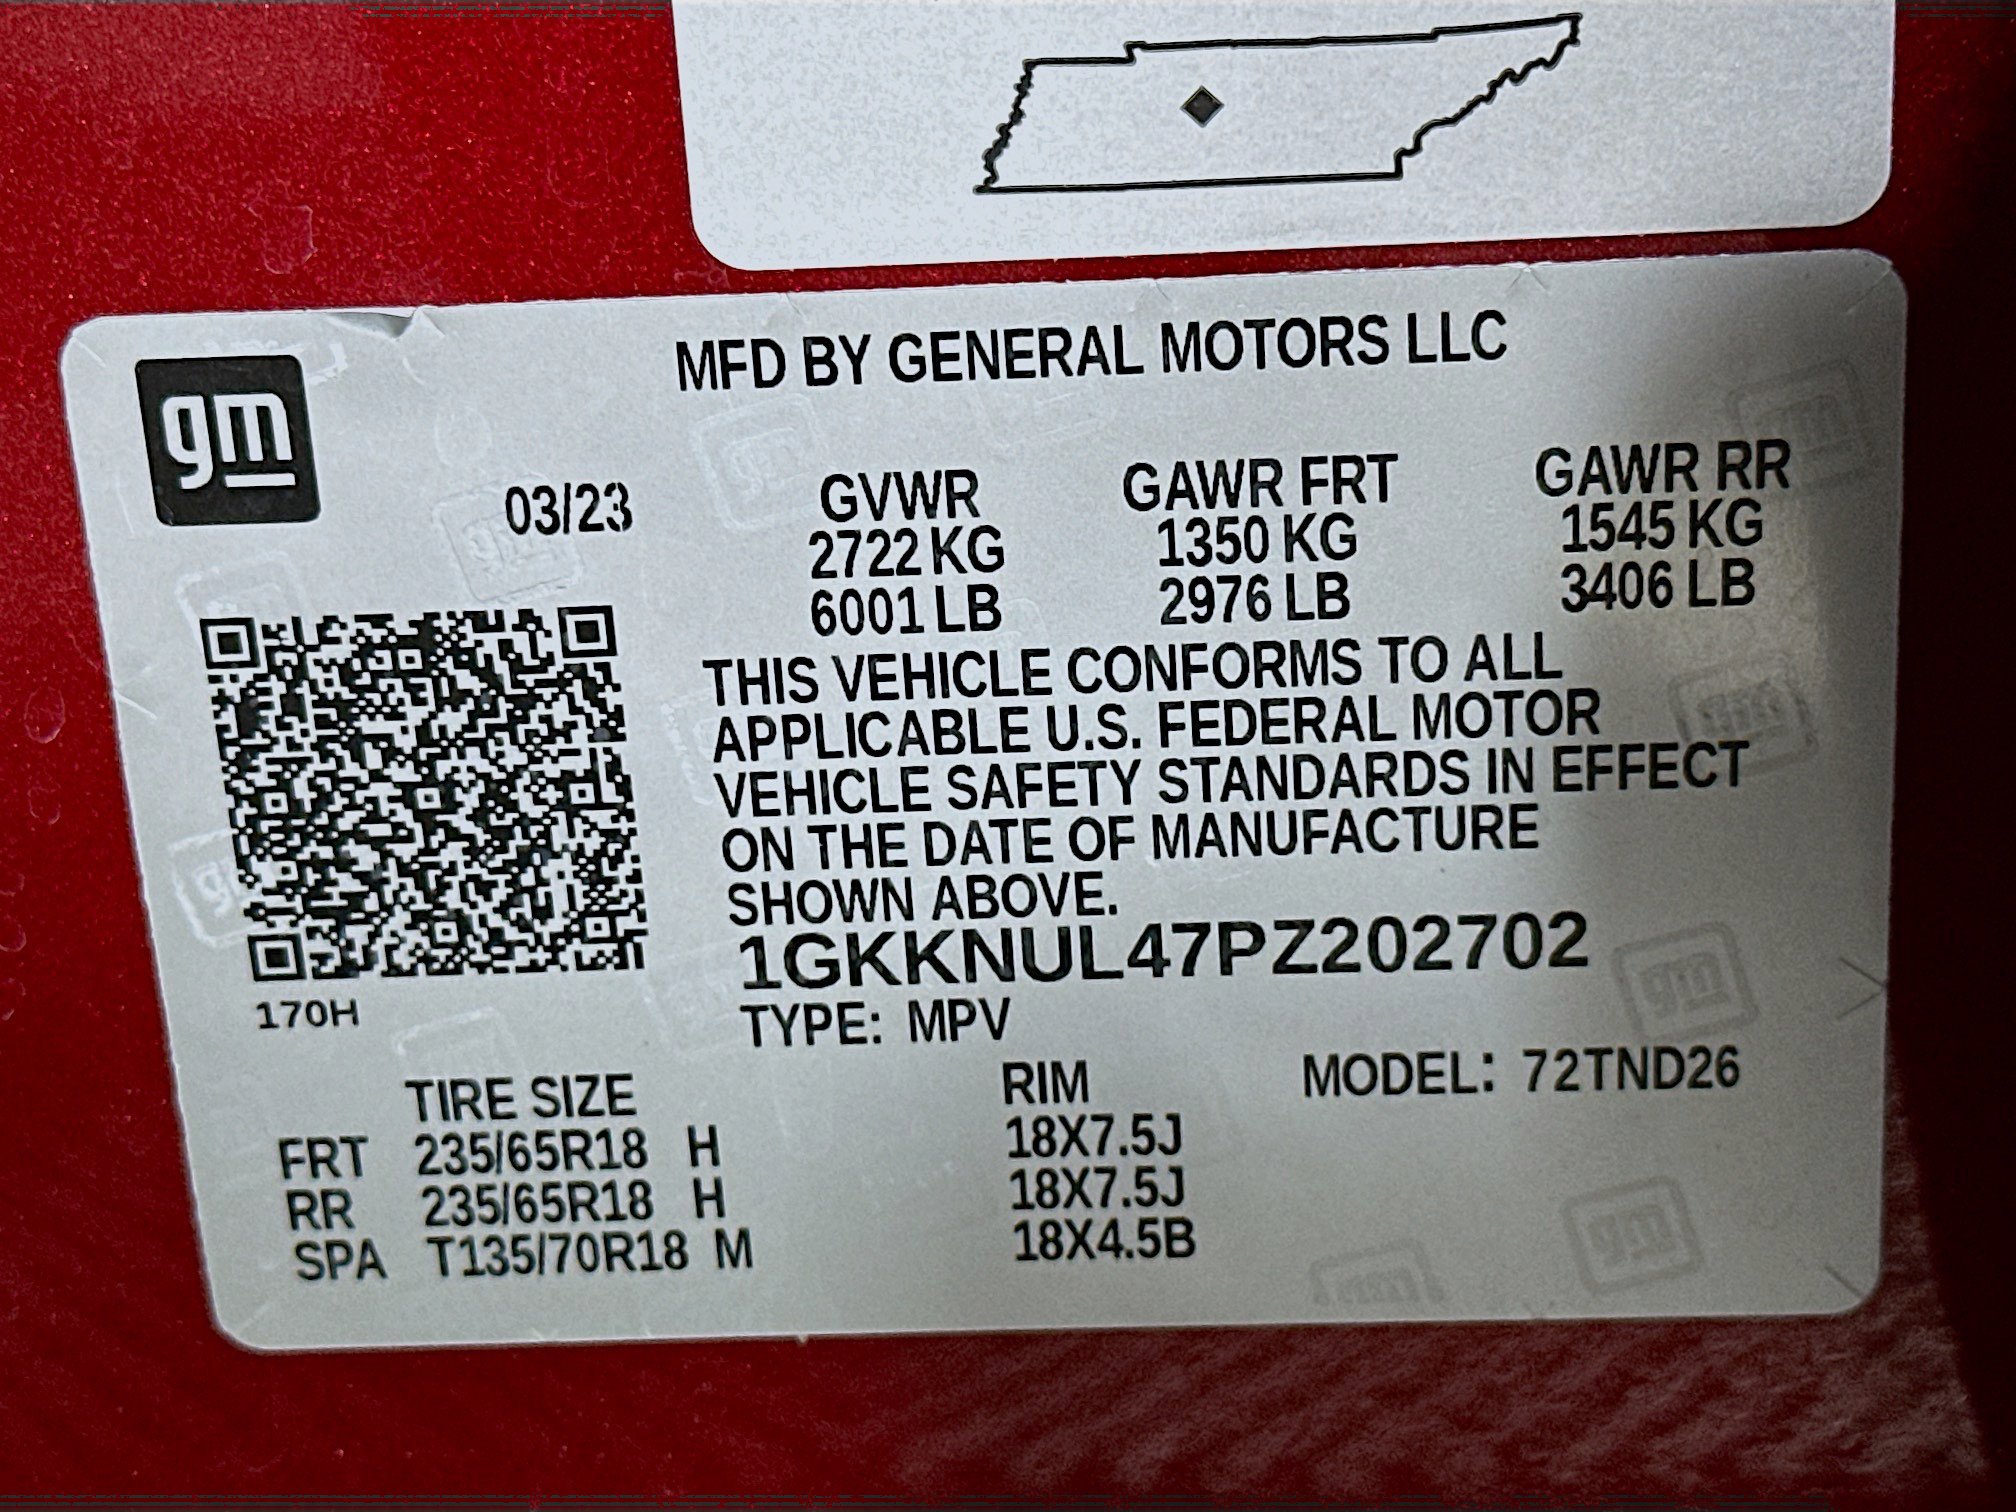 MFD BY GENERAL MOTORS LLC
gm
03/23
GVWR GAWR FRT GAWR RR
2722 KG 1350 KG 1545 KG
6001 LB 2976 LB 3406 LB
THIS VEHICLE CONFORMS TO ALL
APPLICABLE U.S. FEDERAL MOTOR
VEHICLE SAFETY STANDARDS IN EFFECT
ON THE DATE OF MANUFACTURE
SHOWN ABOVE.
1GKKNUL47PZ202702
170H
TYPE: MPV
TIRE SIZE RIM MODEL: 72TND26
FRT 235/65R18 H 18X7.5J
RR 235/65R18 H 18X7.5J
SPA T135/70R18 M 18X4.5B